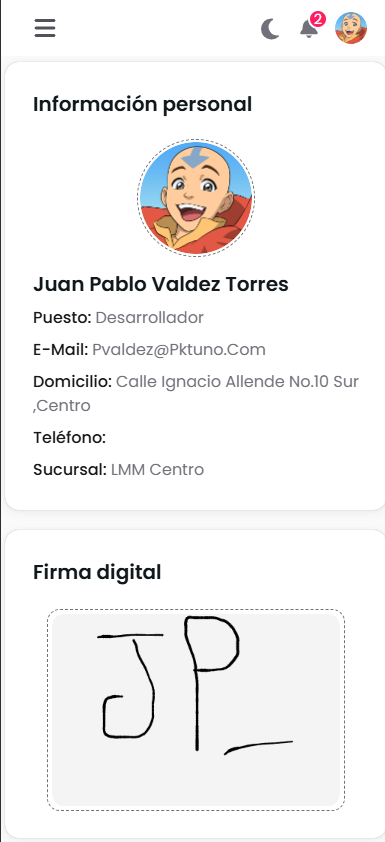 2
Información personal
Juan Pablo Valdez Torres
Puesto: Desarrollador
E-Mail: Pvaldez@Pktuno.Com
Domicilio: Calle Ignacio Allende No.10 Sur
,Centro
Teléfono:
Sucursal: LMM Centro
Firma digital
JP_